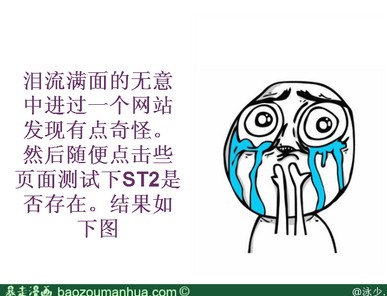 泪流满面的无意
中进过一个网站
发现有点奇怪。
然后随便点击些
页面测试下ST2是
否存在。结果如
下图
暴走漫画 baozoumanhua.com © @泳少.